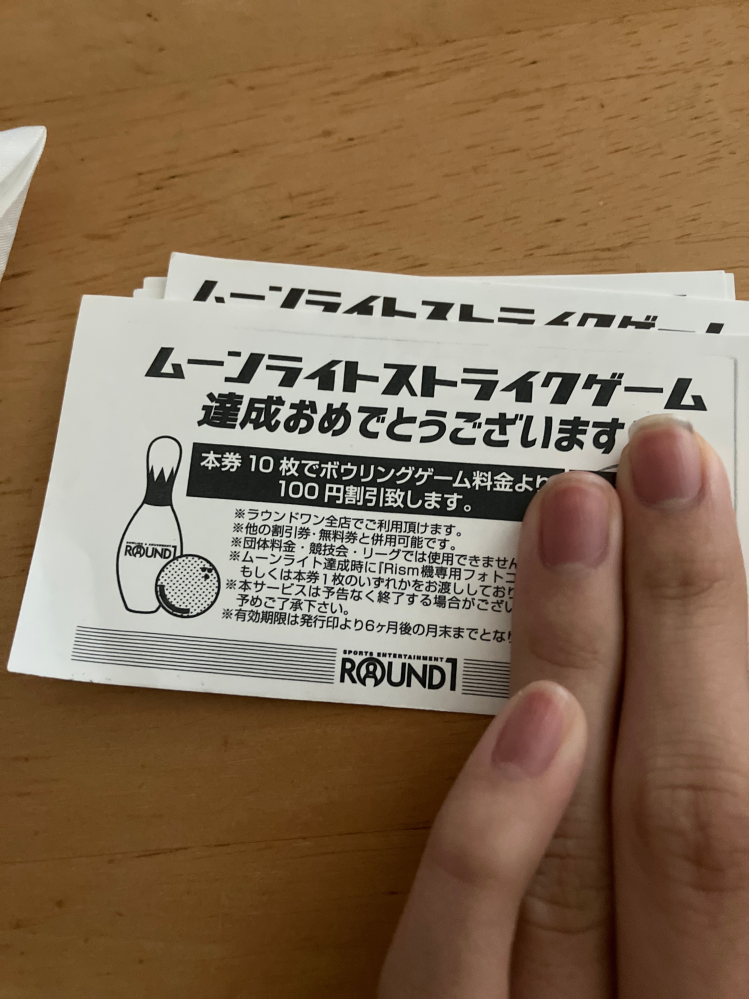 ムーンライトストライクゲーム
ムーンライトストライクゲーム
達成おめでとうございます
本券10枚でボウリングゲーム料金より
100円割引致します。
※ラウンドワン全店でご利用頂けます。
※他の割引券・無料券と併用可能です。
※団体料金・競技会・リーグでは使用できません
※ムーンライト達成時に「Rism機専用フォトコ
もしくは本券1枚のいずれかをお渡ししており
※本サービスは予告なく終了する場合がござい
予めご了承下さい。
※有効期限は発行印より6ヶ月後の月末までとな
ROUND1
SPORTS ENTERTAINMENT
ROUND1